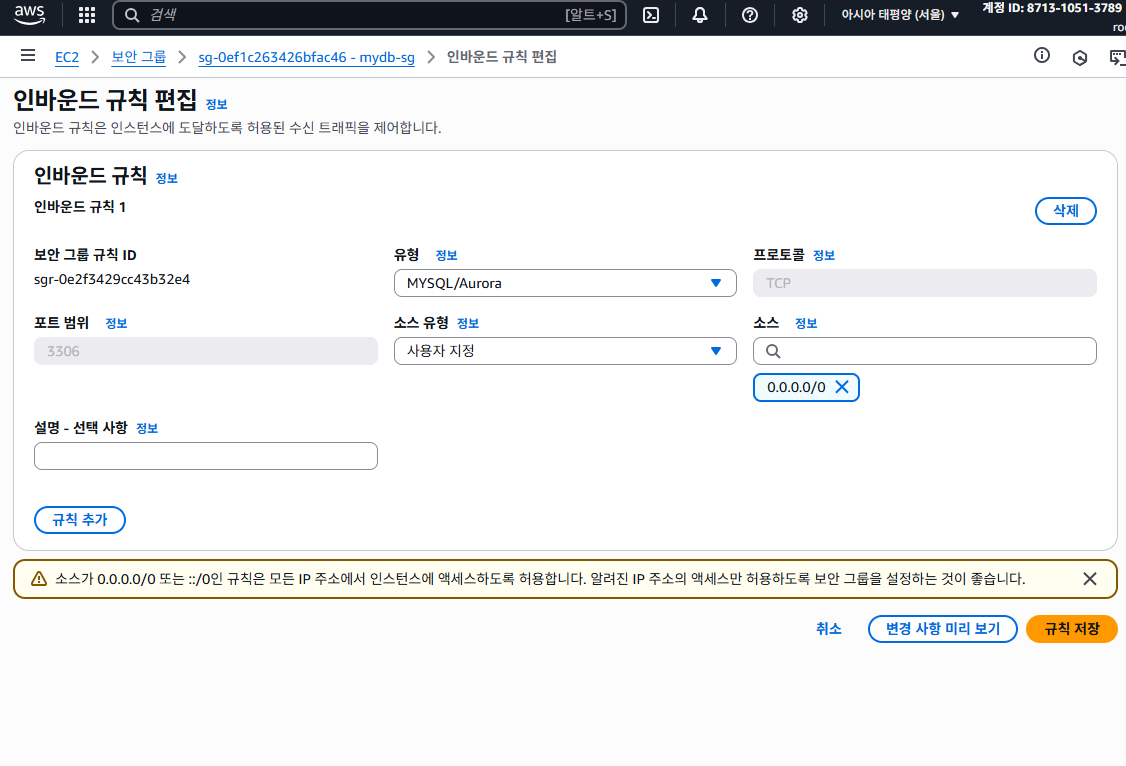 aws
검색 [알트+S]
아시아 태평양 (서울)
계정 ID: 8713-1051-3789
EC2 보안 그룹 sg-0ef1c263426bfac46 - mydb-sg 인바운드 규칙 편집
인바운드 규칙 편집 정보
인바운드 규칙은 인스턴스에 도달하도록 허용된 수신 트래픽을 제어합니다.
인바운드 규칙 정보
인바운드 규칙 1
삭제
보안 그룹 규칙 ID
sgr-0e2f3429cc43b32e4
유형 정보
MYSQL/Aurora
프로토콜 정보
TCP
포트 범위 정보
3306
소스 유형 정보
사용자 지정
소스 정보
0.0.0.0/0
설명 - 선택 사항 정보
규칙 추가
소스가 0.0.0.0/0 또는 ::/0인 규칙은 모든 IP 주소에서 인스턴스에 액세스하도록 허용합니다. 알려진 IP 주소의 액세스만 허용하도록 보안 그룹을 설정하는 것이 좋습니다.
취소 변경 사항 미리 보기 규칙 저장